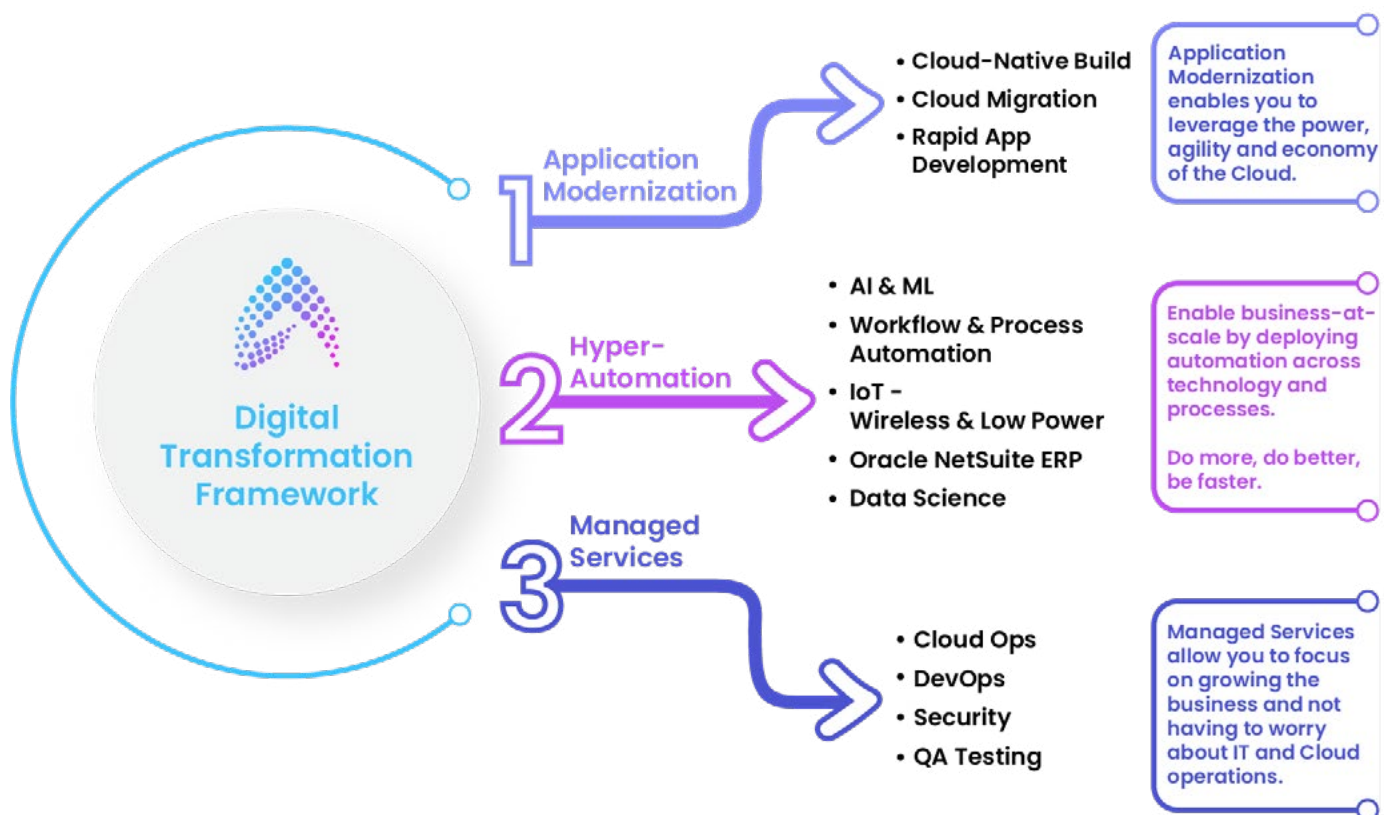 Digital
Transformation
Framework
1
Application
Modernization
• Cloud-Native Build
• Cloud Migration
• Rapid App
Development
Application
Modernization
enables you to
leverage the power,
agility and economy
of the Cloud.
2
Hyper-
Automation
• AI & ML
• Workflow & Process
Automation
• IoT -
Wireless & Low Power
• Oracle NetSuite ERP
• Data Science
Enable business-at-
scale by deploying
automation across
technology and
processes.
Do more, do better,
be faster.
3
Managed
Services
• Cloud Ops
• DevOps
• Security
• QA Testing
Managed Services
allow you to focus
on growing the
business and not
having to worry
about IT and Cloud
operations.